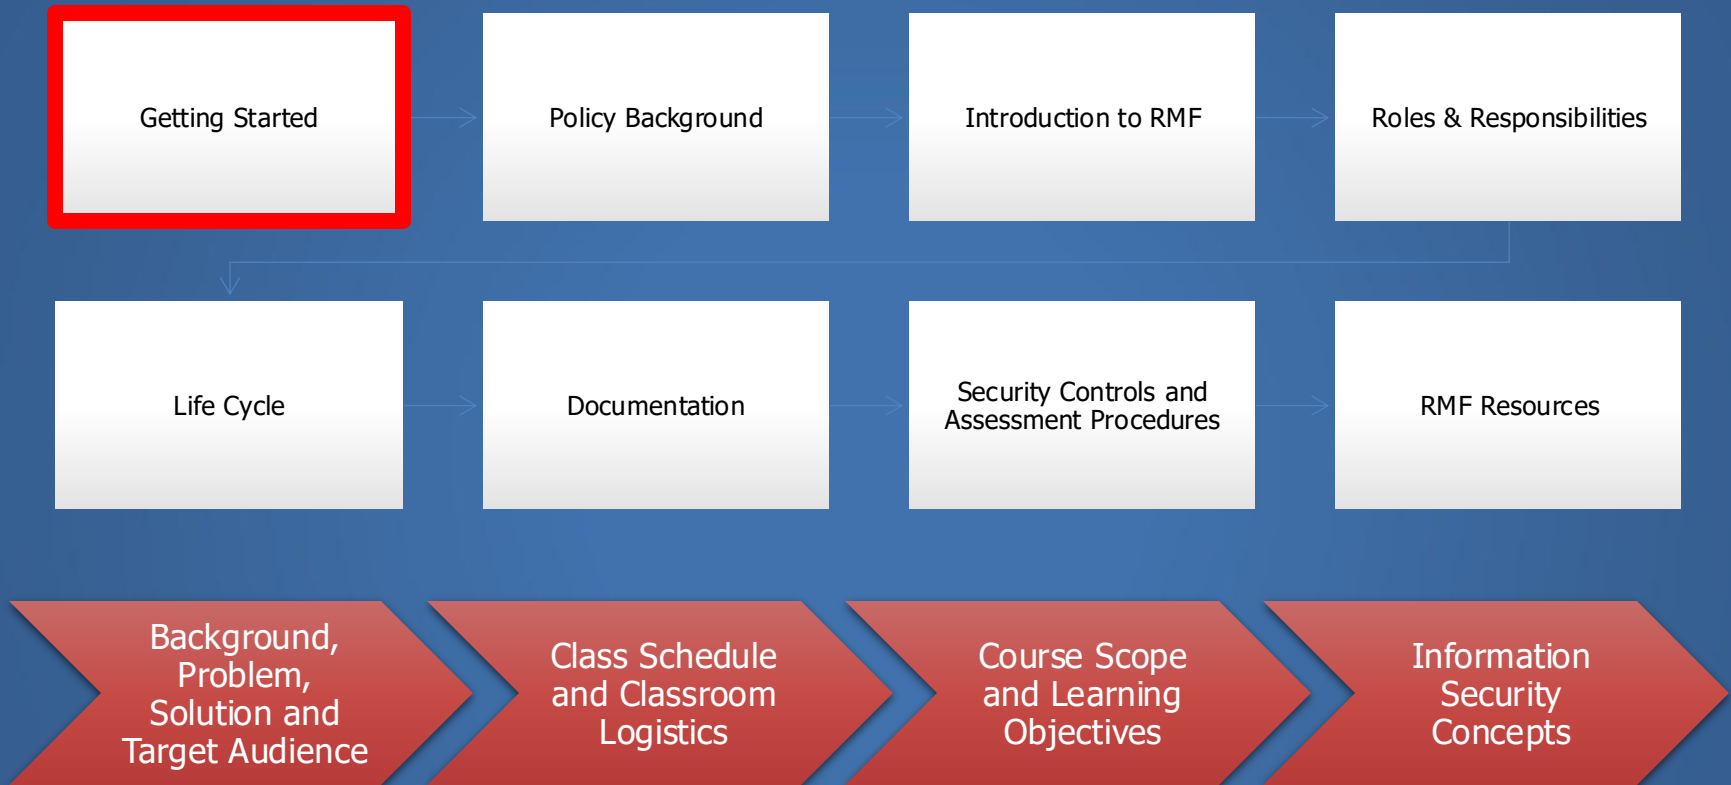 Getting Started
Policy Background
Introduction to RMF
Roles & Responsibilities
Life Cycle
Documentation
Security Controls and
Assessment Procedures
RMF Resources
Background,
Problem,
Solution and
Target Audience
Class Schedule
and Classroom
Logistics
Course Scope
and Learning
Objectives
Information
Security
Concepts